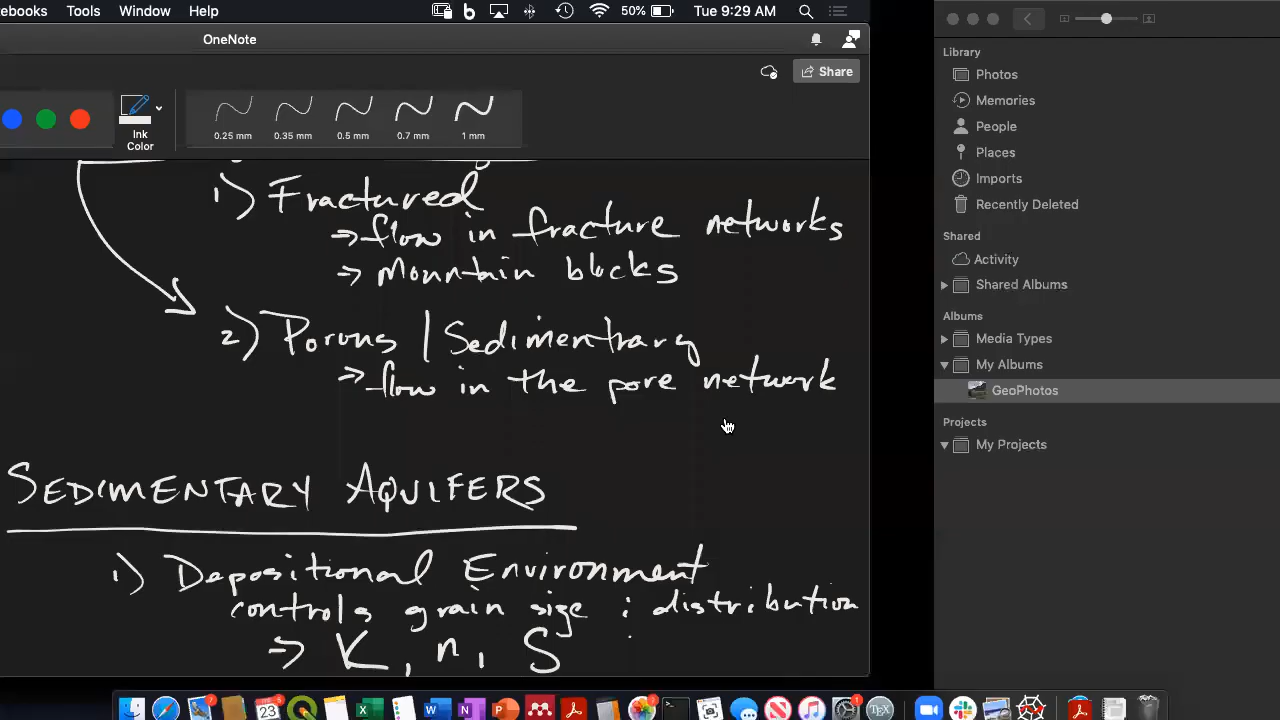 tebooks Tools Window Help 50% Tue 9:29 AM
OneNote
Share
Ink Color
0.25 mm 0.35 mm 0.5 mm 0.7 mm 1 mm
1) Fractured
→ flow in fracture networks
→ Mountain blocks
2) Porous | Sedimentrary
→ flow in the pore network
SEDIMENTARY AQUIFERS
1) Depositional Environment
controls grain size ; distribution
→ K, n, S
Library
Photos
Memories
People
Places
Imports
Recently Deleted
Shared
Activity
Shared Albums
Albums
Media Types
My Albums
GeoPhotos
Projects
My Projects